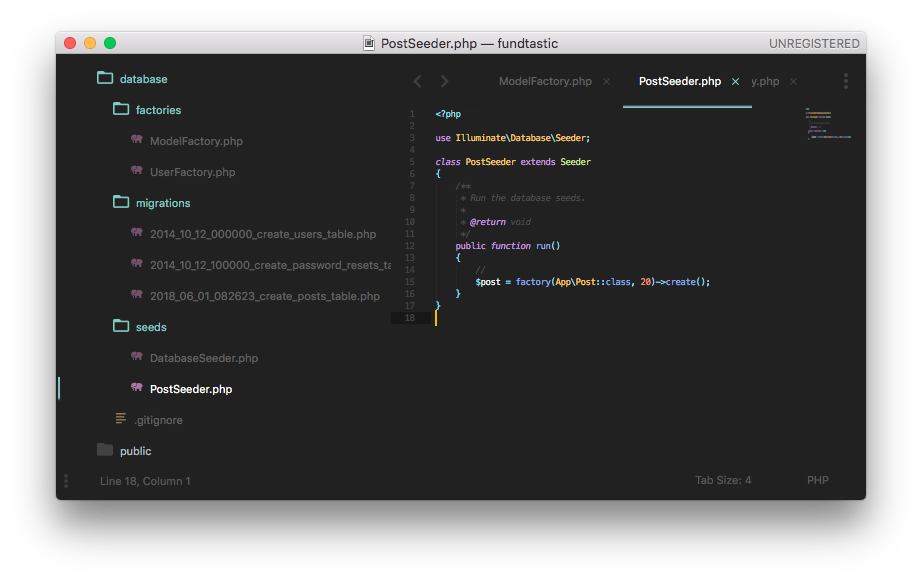 PostSeeder.php — fundtastic
UNREGISTERED
database
factories
ModelFactory.php
UserFactory.php
migrations
2014_10_12_000000_create_users_table.php
2014_10_12_100000_create_password_resets_ta
2018_06_01_082623_create_posts_table.php
seeds
DatabaseSeeder.php
PostSeeder.php
.gitignore
public
ModelFactory.php ×
PostSeeder.php ×
y.php ×
1 <?php
2
3 use Illuminate\Database\Seeder;
4
5 class PostSeeder extends Seeder
6 {
7 /**
8 * Run the database seeds.
9 *
10 * @return void
11 */
12 public function run()
13 {
14 //
15 $post = factory(App\Post::class, 20)->create();
16 }
17 }
18
Line 18, Column 1
Tab Size: 4
PHP